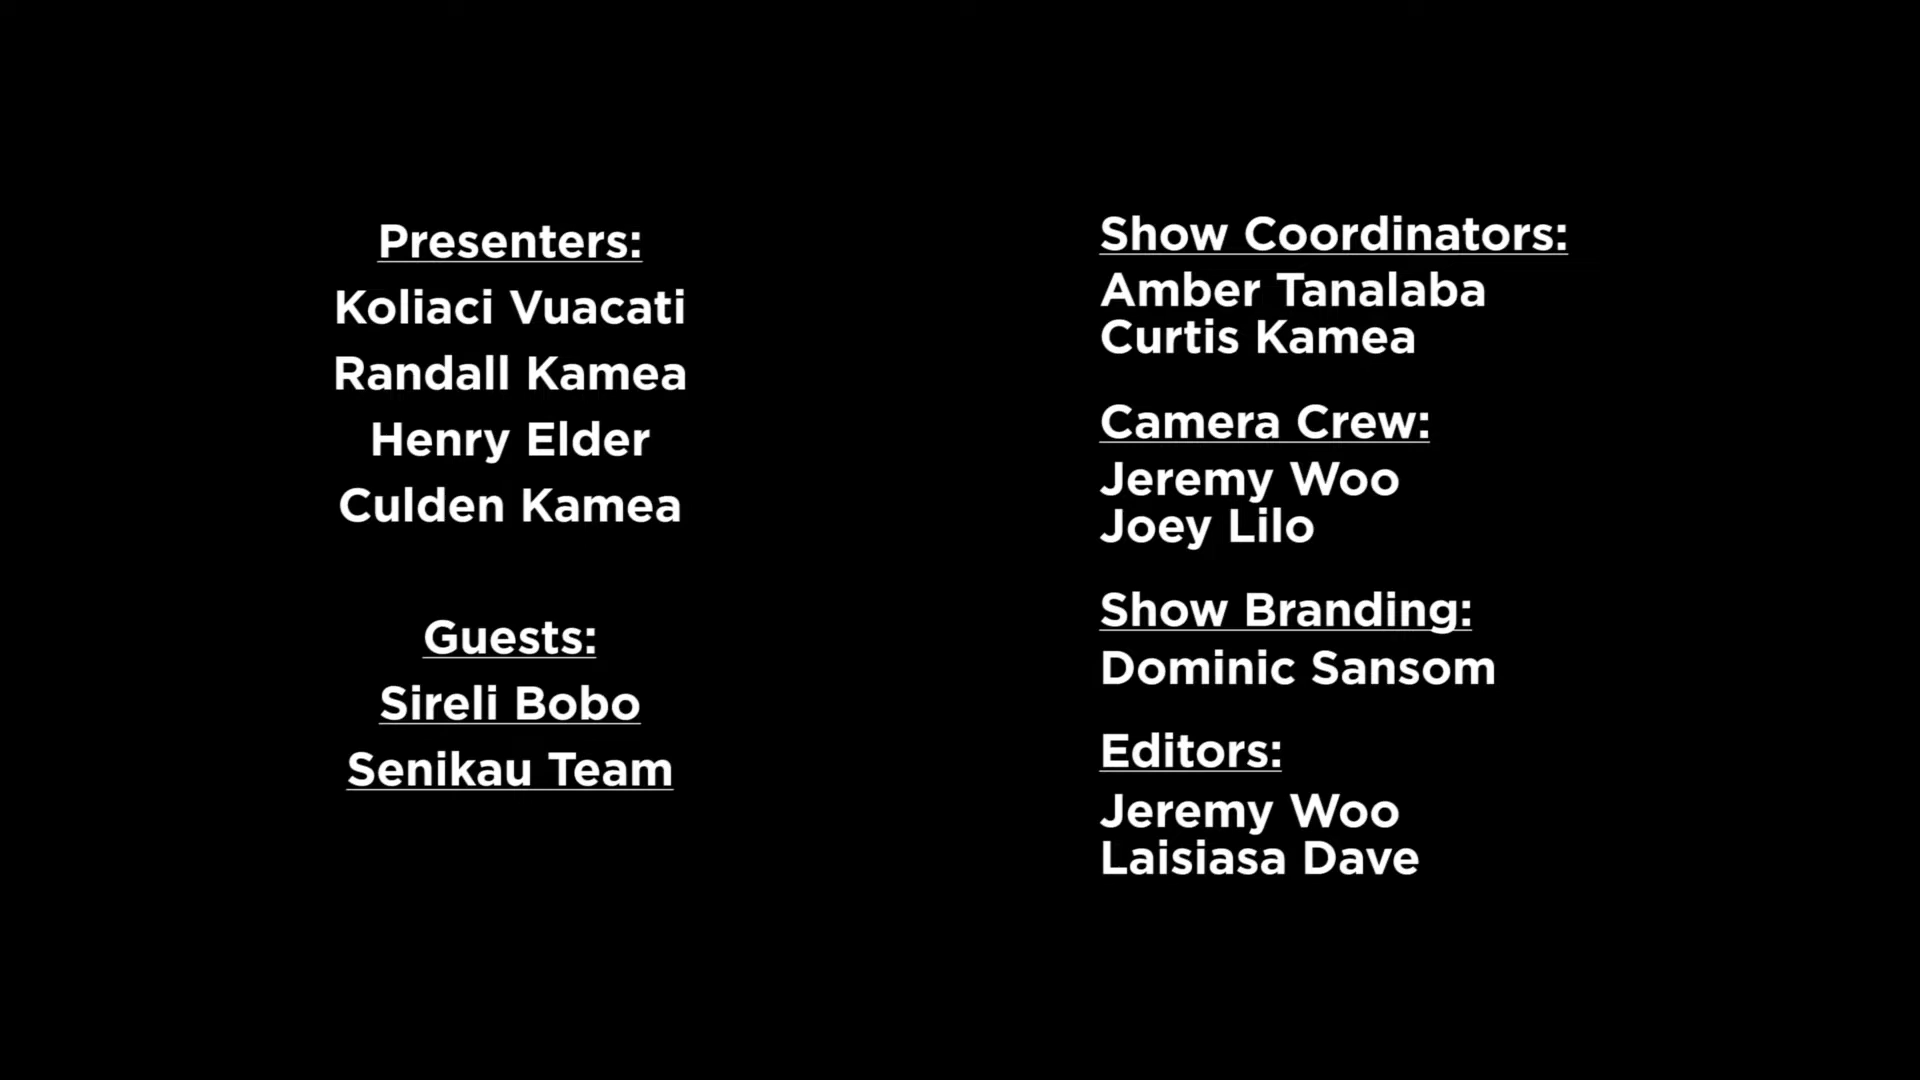 Presenters:
Koliaci Vuacati
Randall Kamea
Henry Elder
Culden Kamea
Guests:
Sireli Bobo
Senikau Team
Show Coordinators:
Amber Tanalaba
Curtis Kamea
Camera Crew:
Jeremy Woo
Joey Lilo
Show Branding:
Dominic Sansom
Editors:
Jeremy Woo
Laisiasa Dave